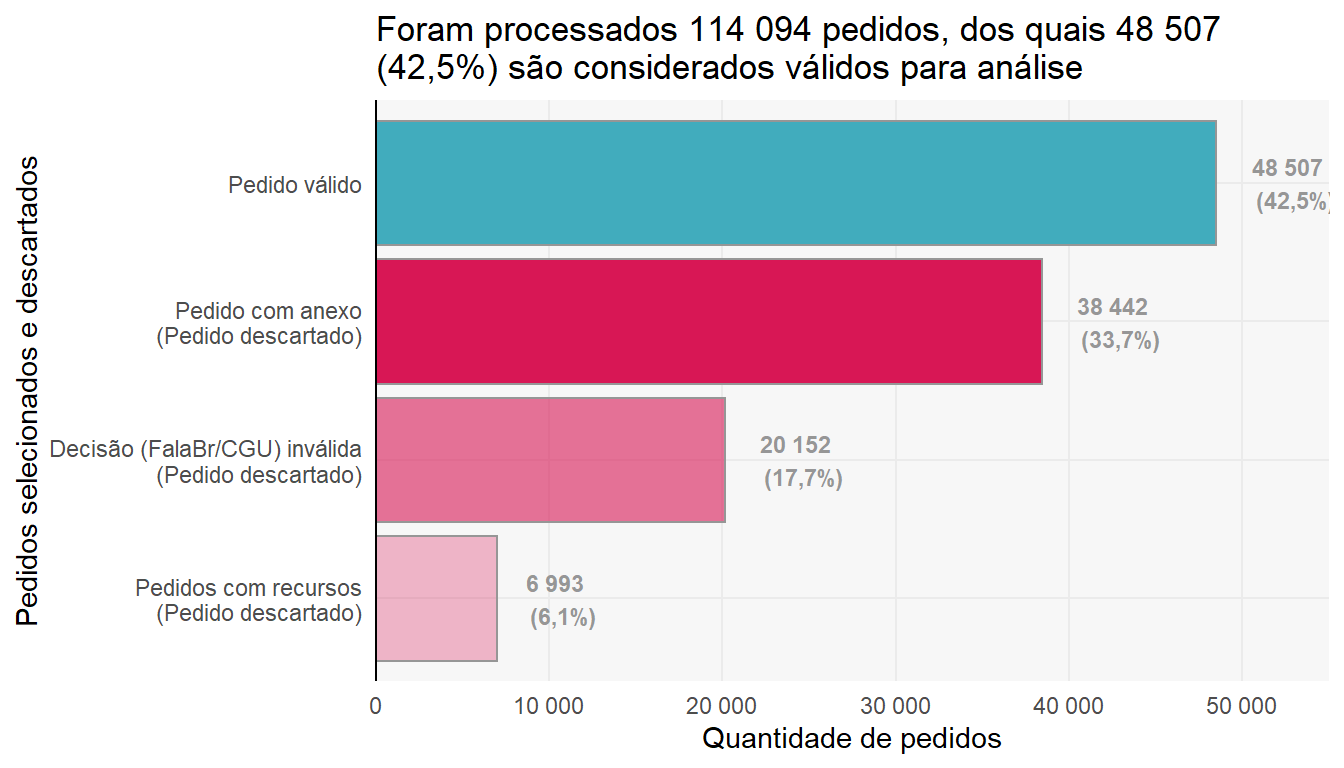 Foram processados 114 094 pedidos, dos quais 48 507
(42,5%) são considerados válidos para análise
Pedidos selecionados e descartados
Pedido válido
48 507
(42,5%)
Pedido com anexo
(Pedido descartado)
38 442
(33,7%)
Decisão (FalaBr/CGU) inválida
(Pedido descartado)
20 152
(17,7%)
Pedidos com recursos
(Pedido descartado)
6 993
(6,1%)
0
10 000
20 000
30 000
40 000
50 000
Quantidade de pedidos